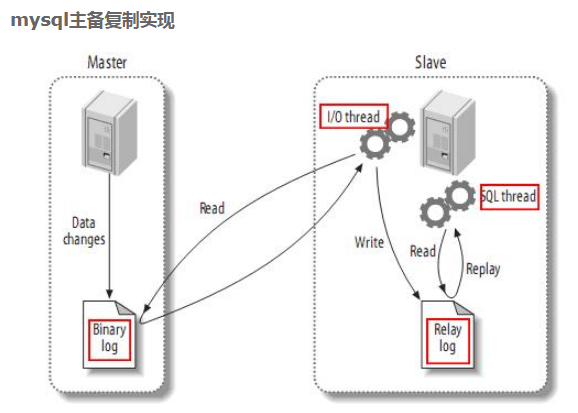 mysql主备复制实现
Master
Slave
I/O thread
SQL thread
Data
changes
Read
Write
Read
Replay
Binary
log
Relay
log